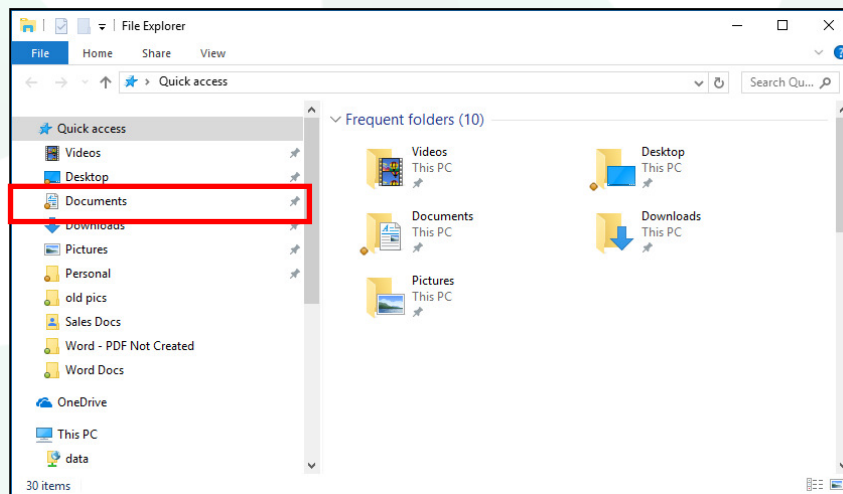 File Explorer
File Home Share View
Quick access
Search Qu...
Quick access
Videos
Desktop
Documents
Downloads
Pictures
Personal
old pics
Sales Docs
Word - PDF Not Created
Word Docs
OneDrive
This PC
data
Frequent folders (10)
Videos
This PC
Desktop
This PC
Documents
This PC
Downloads
This PC
Pictures
This PC
30 items